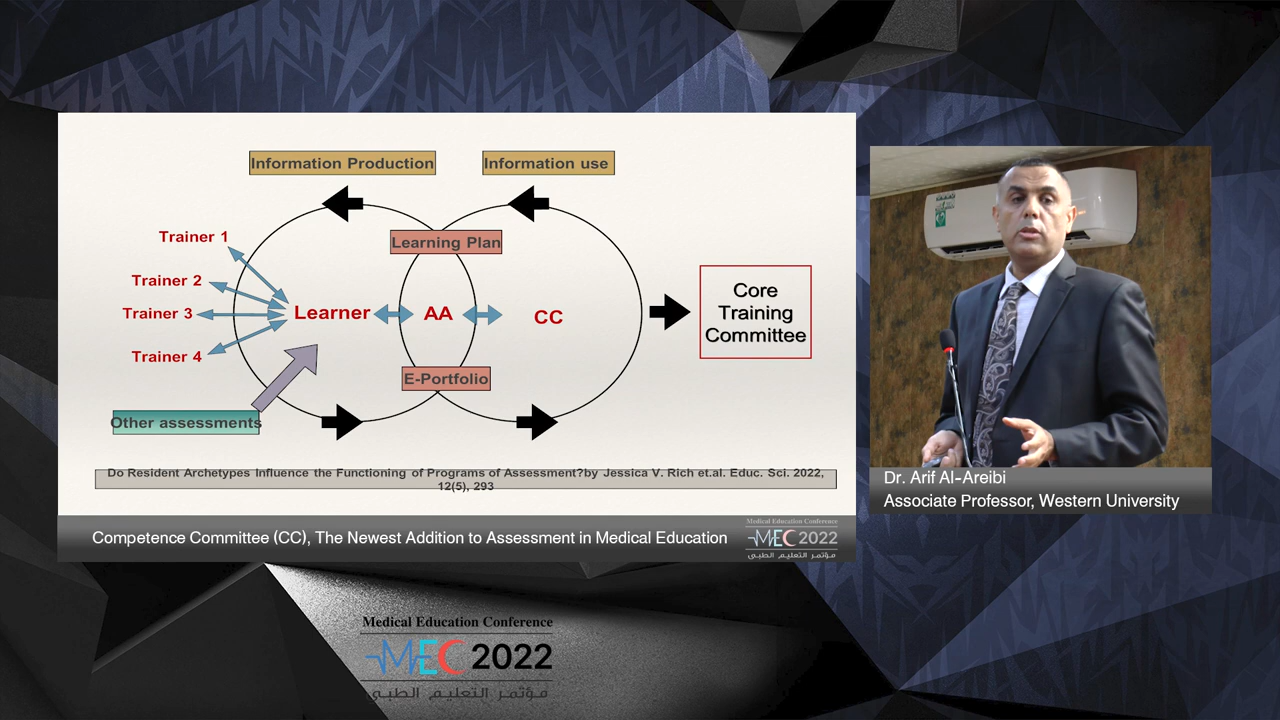 Information Production
Information use
Learning Plan
Trainer 1
Trainer 2
Trainer 3
Trainer 4
Learner
AA
CC
E-Portfolio
Other assessments
Core
Training
Committee
Do Resident Archetypes Influence the Functioning of Programs of Assessment?by Jessica V. Rich et.al. Educ. Sci. 2022,
12(5), 293
Dr. Arif Al-Areibi
Associate Professor, Western University
Competence Committee (CC), The Newest Addition to Assessment in Medical Education
Medical Education Conference
MEC 2022
مؤتمر التعليم الطبي
Medical Education Conference
MEC 2022
مؤتمر التعليم الطبي